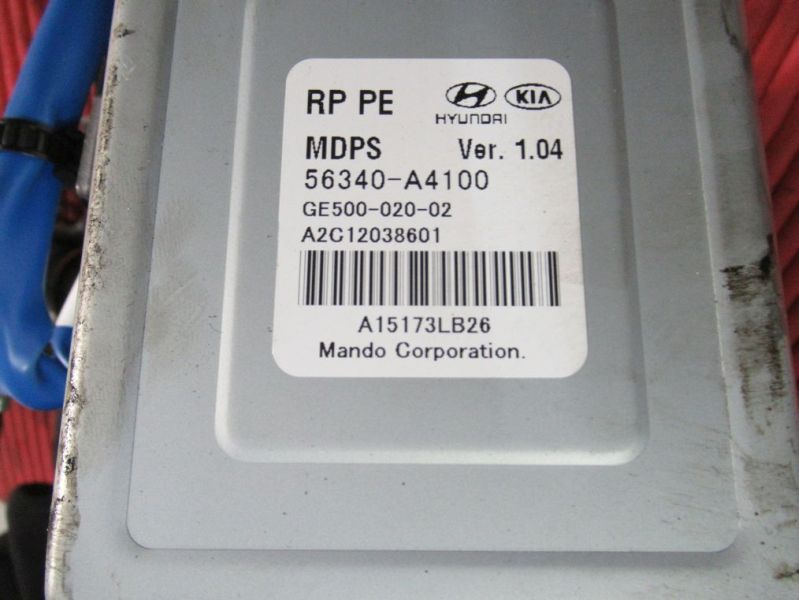 RP PE
HYUNDAI KIA
MDPS Ver. 1.04
56340-A4100
GE500-020-02
A2C12038601
A15173LB26
Mando Corporation.